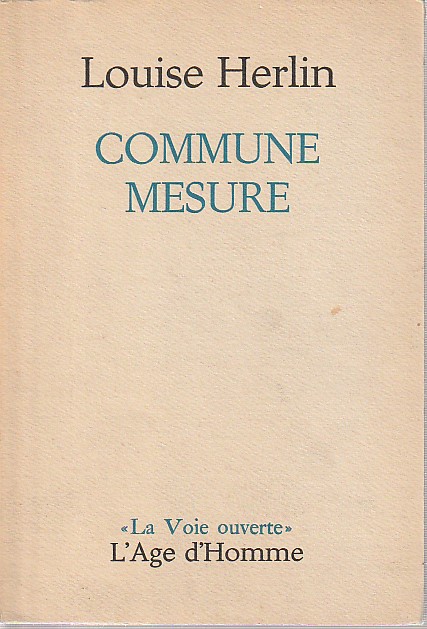 Louise Herlin
COMMUNE
MESURE
«La Voie ouverte»
L'Age d'Homme